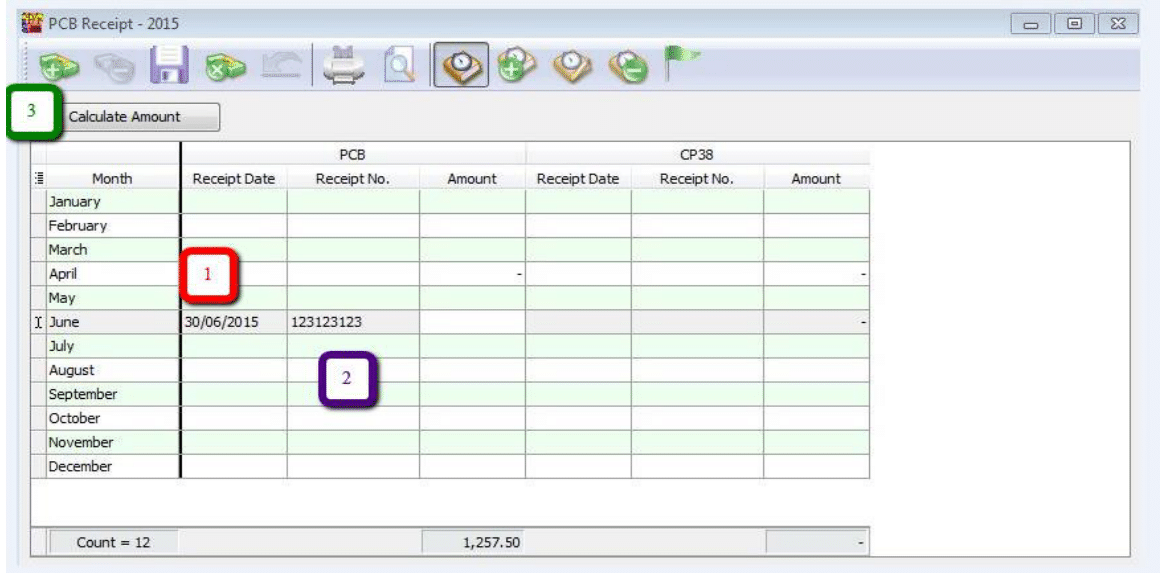 PCB Receipt - 2015
3
Calculate Amount
PCB CP38
Month Receipt Date Receipt No. Amount Receipt Date Receipt No. Amount
January
February
March
April 1 - -
May
June 30/06/2015 123123123 -
July
August 2
September
October
November
December
Count = 12 1,257.50 -